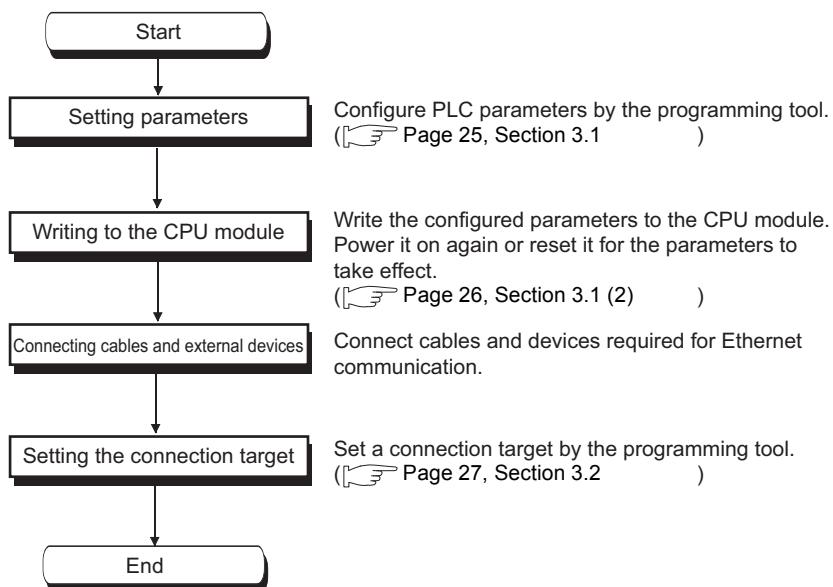 Start
Setting parameters
Configure PLC parameters by the programming tool.
( Page 25, Section 3.1 )
Writing to the CPU module
Write the configured parameters to the CPU module.
Power it on again or reset it for the parameters to
take effect.
( Page 26, Section 3.1 (2) )
Connecting cables and external devices
Connect cables and devices required for Ethernet
communication.
Setting the connection target
Set a connection target by the programming tool.
( Page 27, Section 3.2 )
End